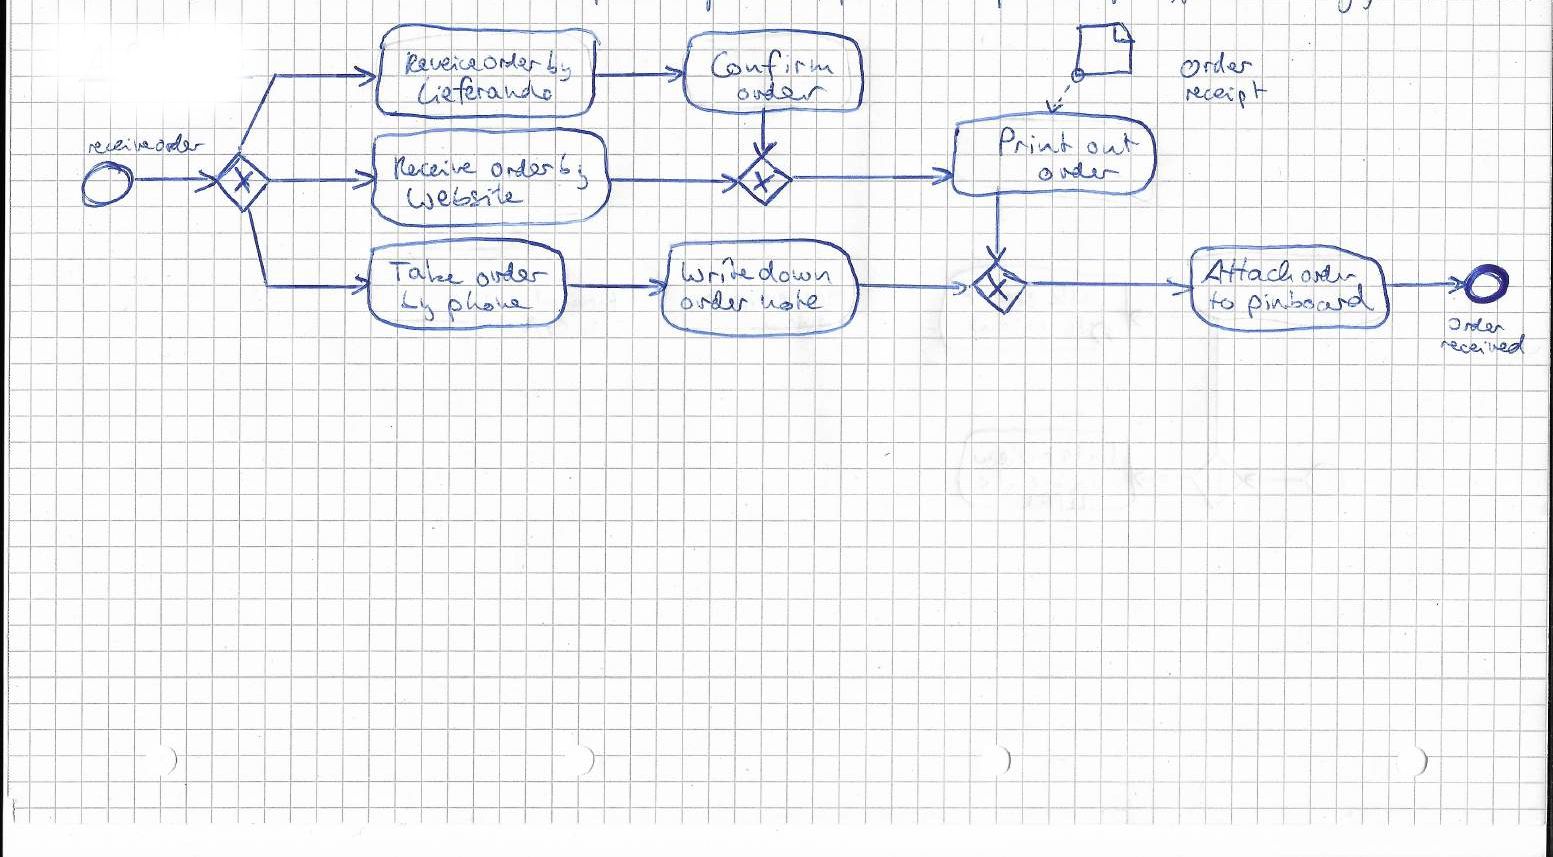 Receive order by
Lieferando
Confirm
order
order
receipt
receive order
Receive order by
Website
Print out
order
Take order
by phone
Write down
order note
Attach order
to pinboard
Order
received